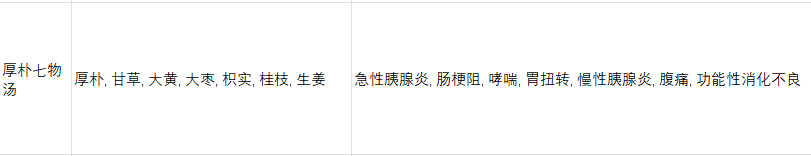 厚朴七物
汤
厚朴, 甘草, 大黄, 大枣, 枳实, 桂枝, 生姜
急性胰腺炎, 肠梗阻, 哮喘, 胃扭转, 慢性胰腺炎, 腹痛, 功能性消化不良